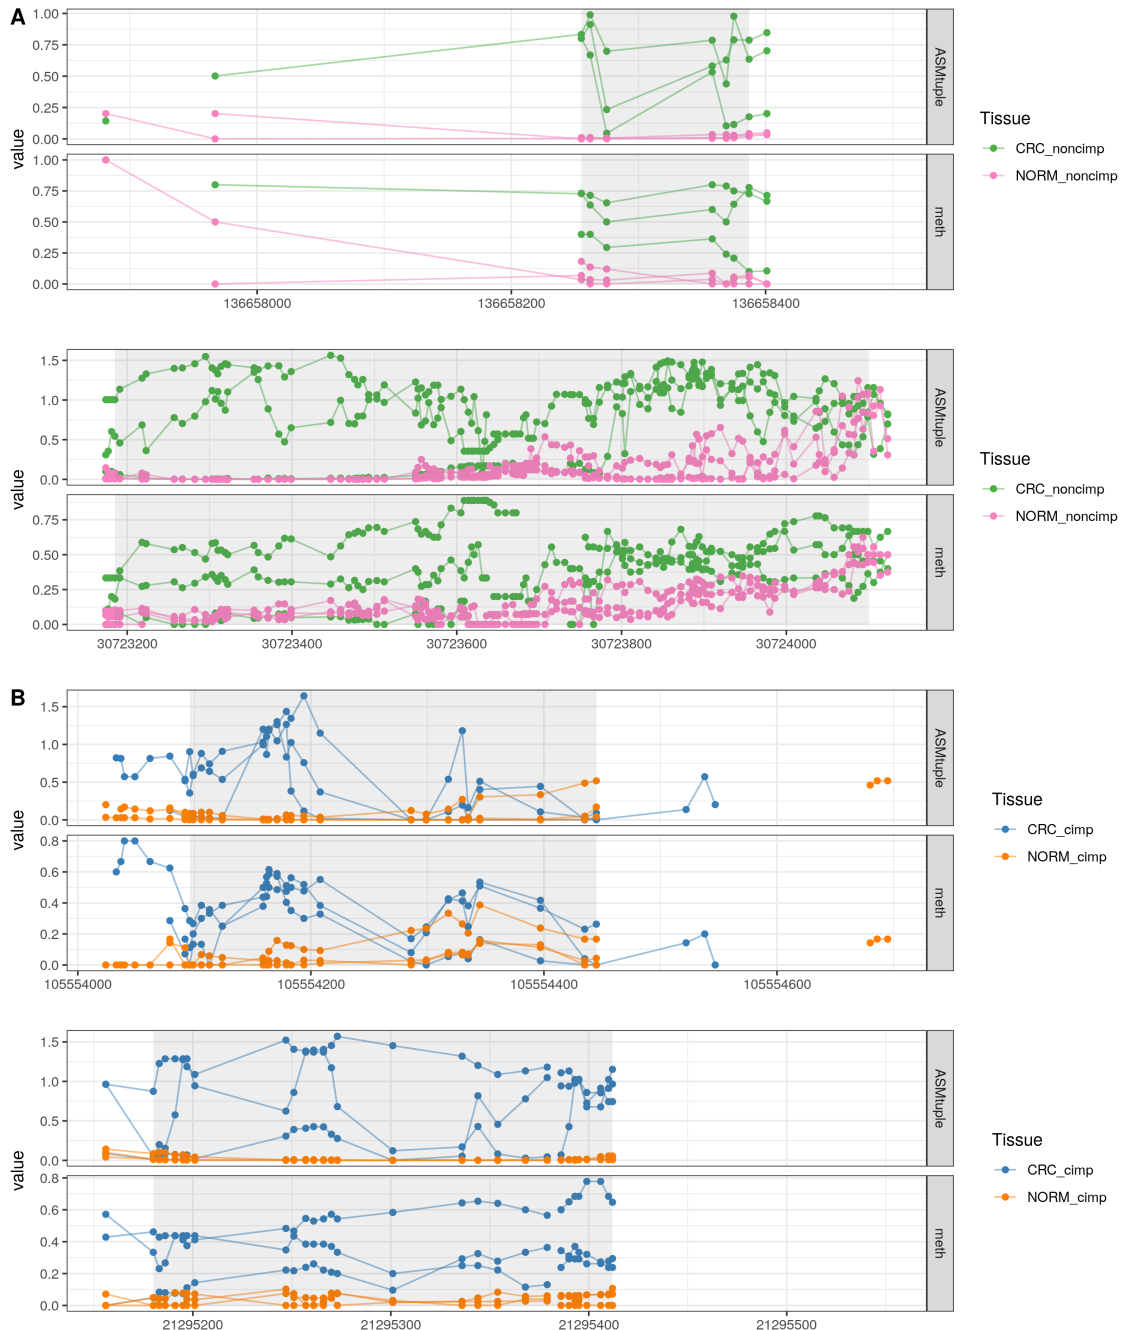 A
1.00
0.75
0.50
0.25
0.00
ASMtuple
1.00
0.75
0.50
0.25
0.00
meth
value
136658000 136658200 136658400
Tissue
CRC_noncimp
NORM_noncimp
1.5
1.0
0.5
0.0
ASMtuple
0.75
0.50
0.25
0.00
meth
value
30723200 30723400 30723600 30723800 30724000
Tissue
CRC_noncimp
NORM_noncimp
B
1.5
1.0
0.5
0.0
ASMtuple
0.8
0.6
0.4
0.2
0.0
meth
value
105554000 105554200 105554400 105554600
Tissue
CRC_cimp
NORM_cimp
1.5
1.0
0.5
0.0
ASMtuple
0.8
0.6
0.4
0.2
0.0
meth
value
21295200 21295300 21295400 21295500
Tissue
CRC_cimp
NORM_cimp